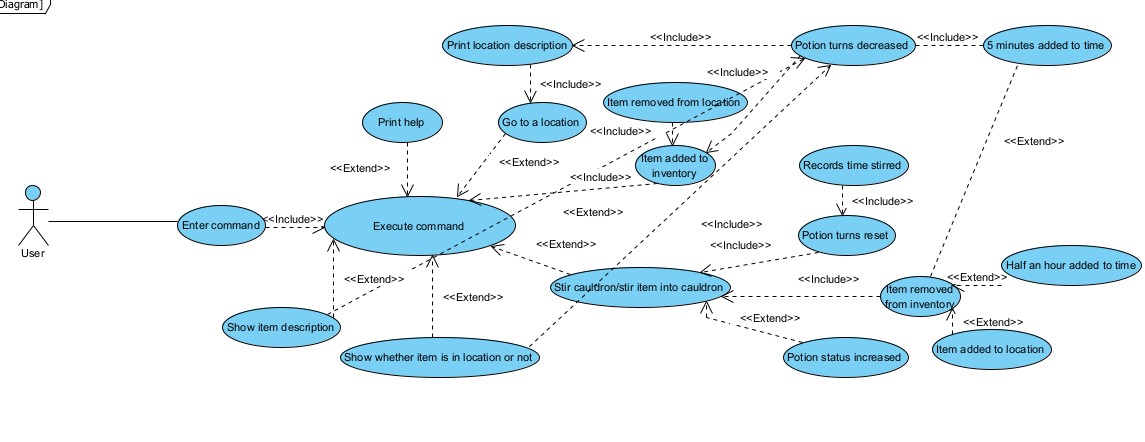 Diagram]
Print location description
<<Include>>
Potion turns decreased
<<Include>>
5 minutes added to time
<<Include>>
<<Include>>
Item removed from location
Print help
Go to a location
<<Include>>
<<Extend>>
Item added to
inventory
<<Extend>>
<<Extend>>
<<Include>>
Records time stirred
<<Include>>
User
Enter command
<<Include>>
Execute command
<<Extend>>
<<Include>>
Potion turns reset
<<Extend>>
<<Include>>
<<Extend>>
<<Include>>
Half an hour added to time
<<Extend>>
Stir cauldron/stir item into cauldron
Item removed
from inventory
<<Extend>>
<<Extend>>
<<Extend>>
Show item description
Show whether item is in location or not
Potion status increased
Item added to location